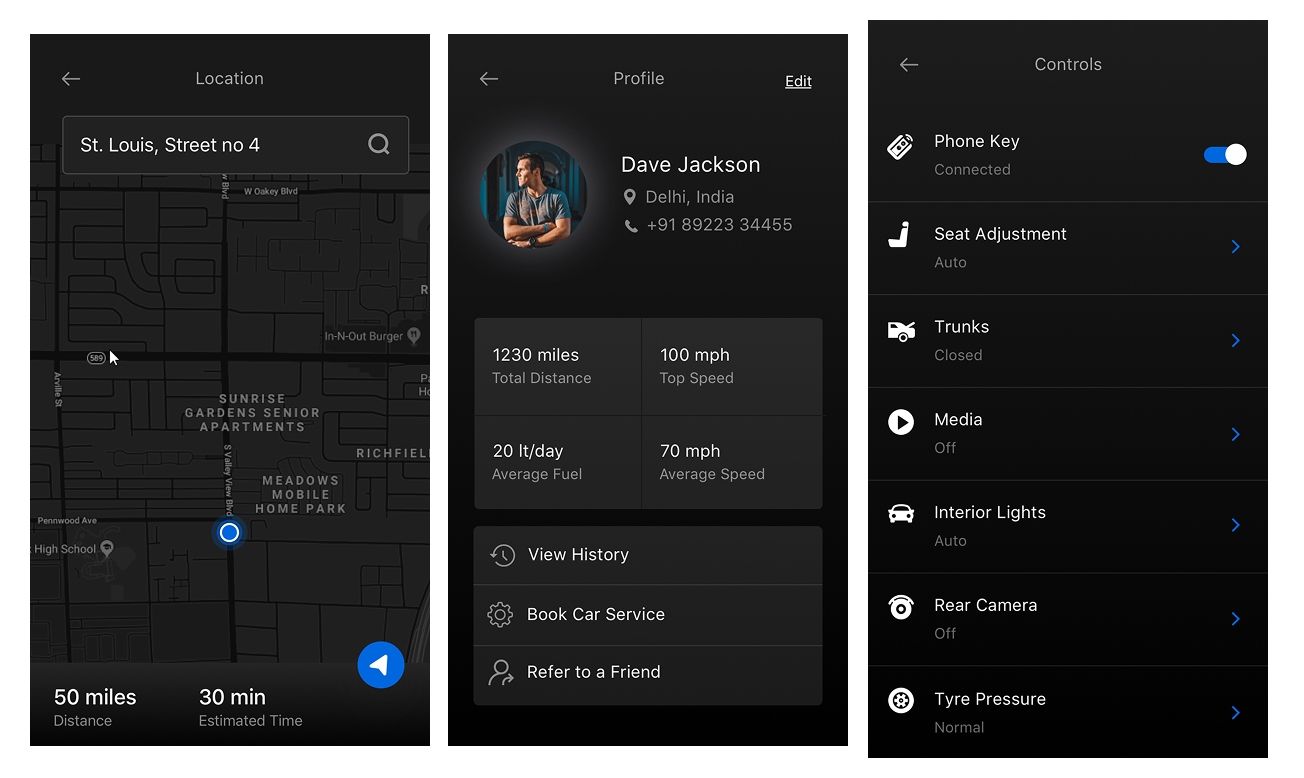 Location
St. Louis, Street no 4
W Blvd
W Oakey Blvd
In-N-Out Burger
589
Arville St
SUNRISE
GARDENS SENIOR
APARTMENTS
S Valley View Blvd
RICHFIEL
MEADOWS
MOBILE
HOME PARK
Pennwood Ave
High School
50 miles
Distance
30 min
Estimated Time
Profile
Edit
Dave Jackson
Delhi, India
+91 89223 34455
1230 miles
Total Distance
100 mph
Top Speed
20 lt/day
Average Fuel
70 mph
Average Speed
View History
Book Car Service
Refer to a Friend
Controls
Phone Key
Connected
Seat Adjustment
Auto
Trunks
Closed
Media
Off
Interior Lights
Auto
Rear Camera
Off
Tyre Pressure
Normal